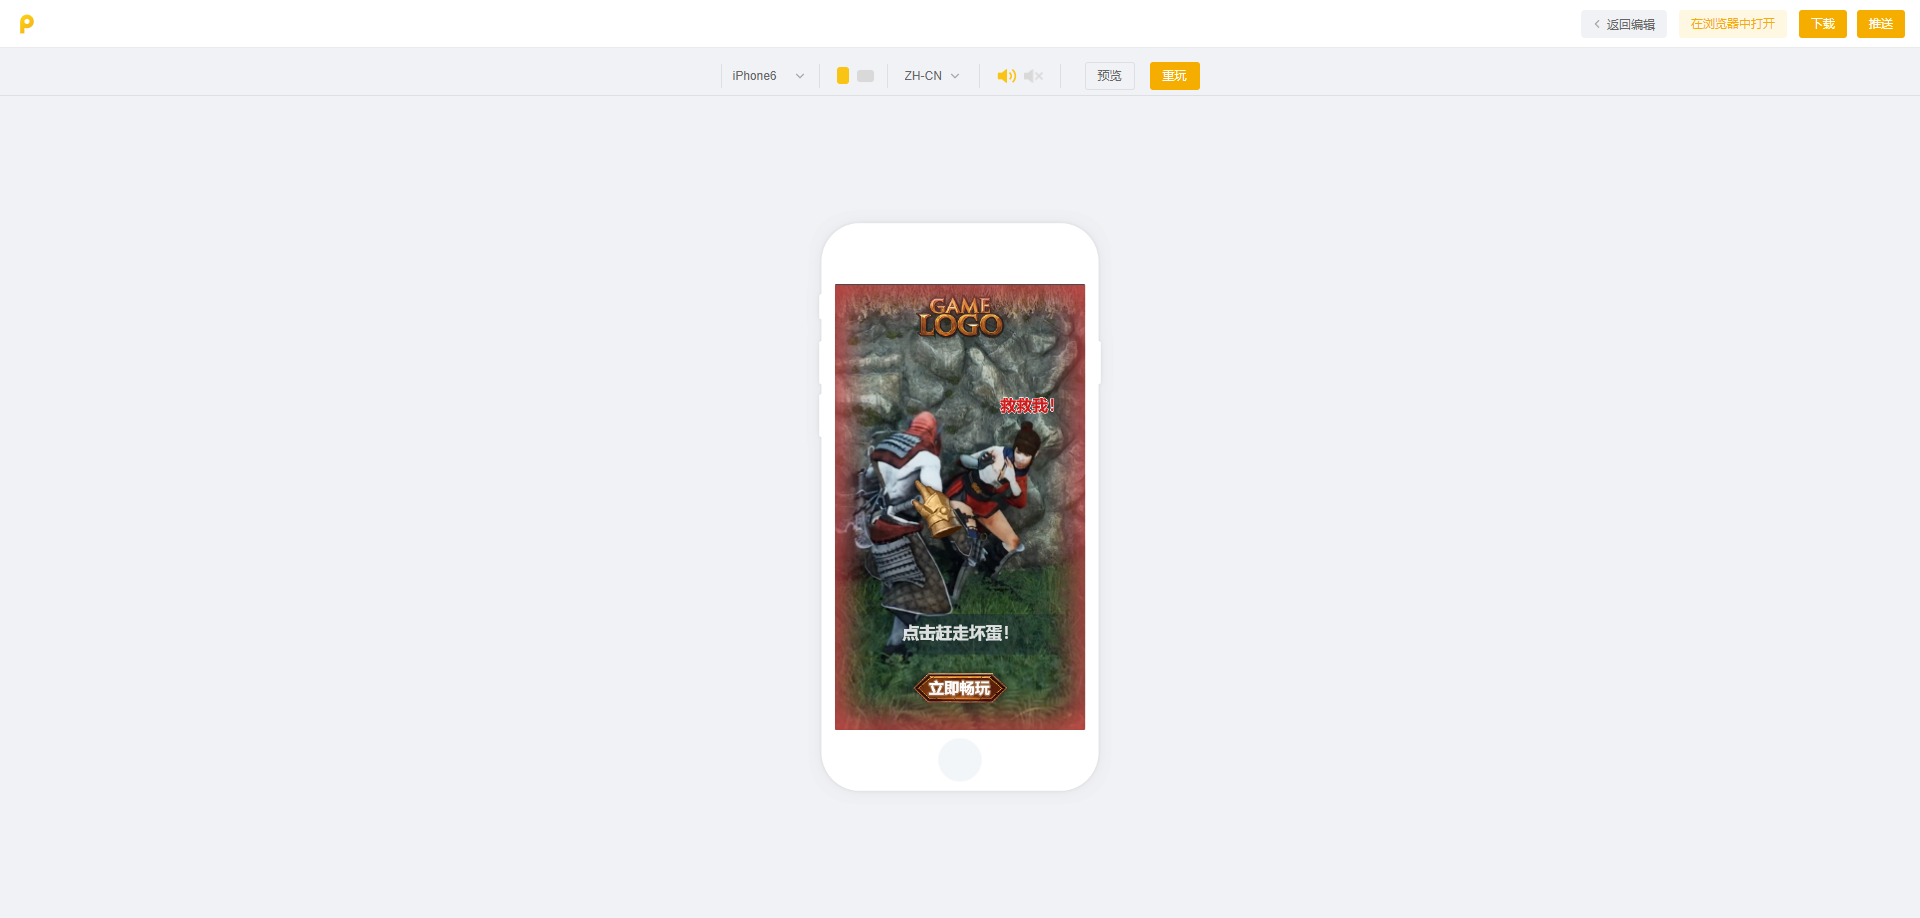 返回编辑
在浏览器中打开
下载
推送
iPhone6
ZH-CN
预览
重玩
GAME
LOGO
救救我!
点击赶走坏蛋!
立即畅玩